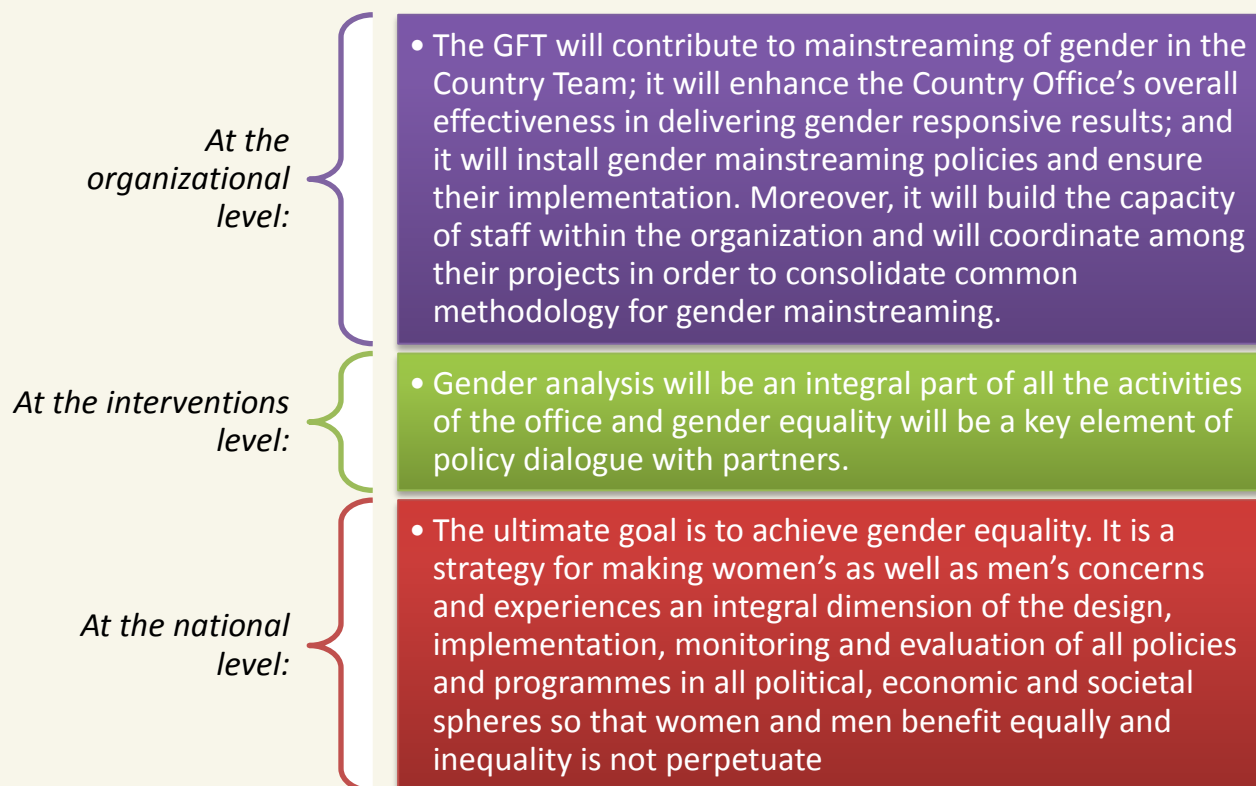 At the
organizational
level:
• The GFT will contribute to mainstreaming of gender in the
Country Team; it will enhance the Country Office’s overall
effectiveness in delivering gender responsive results; and
it will install gender mainstreaming policies and ensure
their implementation. Moreover, it will build the capacity
of staff within the organization and will coordinate among
their projects in order to consolidate common
methodology for gender mainstreaming.
At the interventions
level:
• Gender analysis will be an integral part of all the activities
of the office and gender equality will be a key element of
policy dialogue with partners.
At the national
level:
• The ultimate goal is to achieve gender equality. It is a
strategy for making women’s as well as men’s concerns
and experiences an integral dimension of the design,
implementation, monitoring and evaluation of all policies
and programmes in all political, economic and societal
spheres so that women and men benefit equally and
inequality is not perpetuate